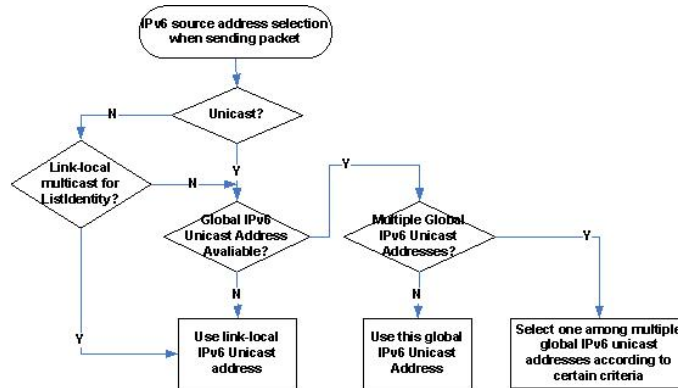 IPv6 source address selection
when sending packet
Unicast?
N
Y
Link-local
multicast for
ListIdentity?
N
Y
Global IPv6
Unicast Address
Avaliable?
Y
N
Multiple Global
IPv6 Unicast
Addresses?
Y
N
Use link-local
IPv6 Unicast
address
Use this global
IPv6 Unicast
Address
Select one among multiple
global IPv6 unicast
addresses according to
certain criteria